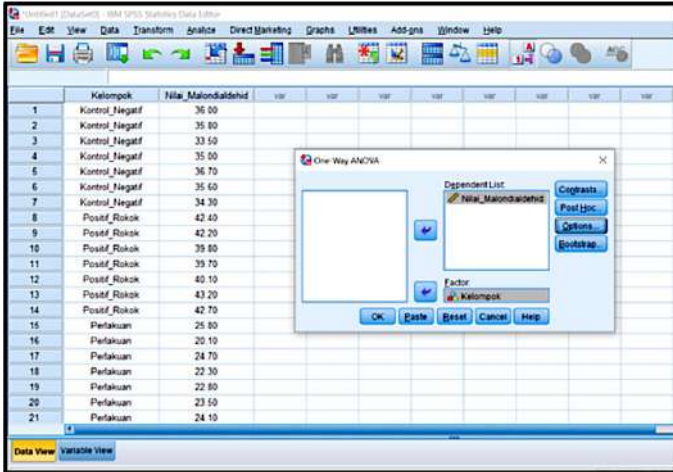 *Untitled1 [DataSet0] - IBM SPSS Statistics Data Editor
File Edit View Data Transform Analyze Direct Marketing Graphs Utilities Add-ons Window Help
Kelompok Nilai_Malondialdehid var var var var var var var
1 Kontrol_Negatif 36.00
2 Kontrol_Negatif 35.80
3 Kontrol_Negatif 33.50
4 Kontrol_Negatif 35.00
5 Kontrol_Negatif 36.70
6 Kontrol_Negatif 35.60
7 Kontrol_Negatif 34.30
8 Positif_Rokok 42.40
9 Positif_Rokok 42.20
10 Positif_Rokok 39.80
11 Positif_Rokok 39.70
12 Positif_Rokok 40.10
13 Positif_Rokok 43.20
14 Positif_Rokok 42.70
15 Perlakuan 25.80
16 Perlakuan 20.10
17 Perlakuan 24.70
18 Perlakuan 22.30
19 Perlakuan 22.80
20 Perlakuan 23.50
21 Perlakuan 24.10
One-Way ANOVA
Dependent List:
Nilai_Malondialdehid
Contrasts...
Post Hoc...
Options...
Bootstrap...
Factor:
Kelompok
OK Paste Reset Cancel Help
Data View Variable View